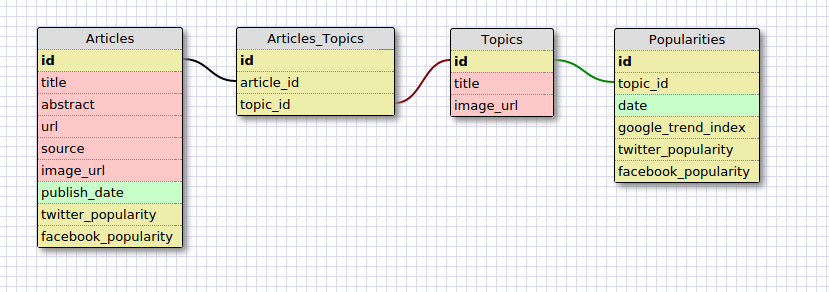 Articles
id
title
abstract
url
source
image_url
publish_date
twitter_popularity
facebook_popularity
Articles_Topics
id
article_id
topic_id
Topics
id
title
image_url
Popularities
id
topic_id
date
google_trend_index
twitter_popularity
facebook_popularity